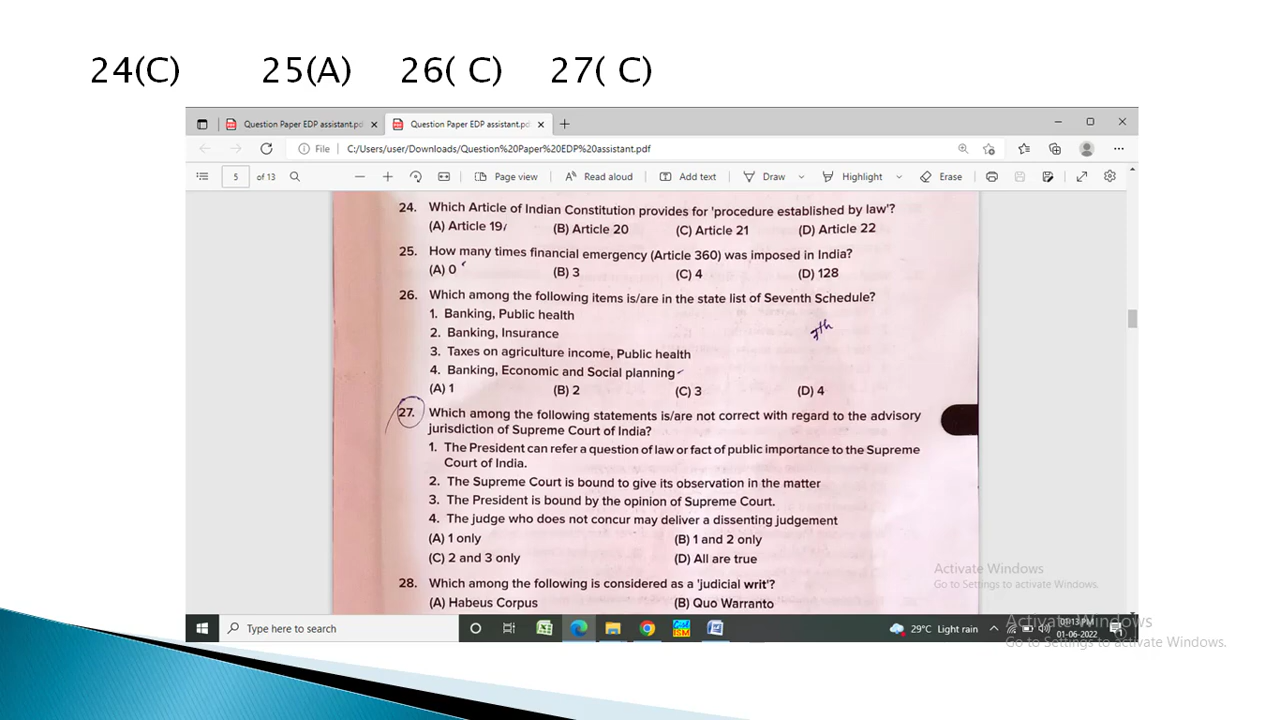 24(C) 25(A) 26( C) 27( C)
Question Paper EDP assistant.pd
Question Paper EDP assistant.pd
File C:/Users/user/Downloads/Question%20Paper%20EDP%20assistant.pdf
5 of 13 Page view Read aloud Add text Draw Highlight Erase
24. Which Article of Indian Constitution provides for 'procedure established by law'?
(A) Article 19 (B) Article 20 (C) Article 21 (D) Article 22
25. How many times financial emergency (Article 360) was imposed in India?
(A) 0 (B) 3 (C) 4 (D) 128
26. Which among the following items is/are in the state list of Seventh Schedule?
1. Banking, Public health
2. Banking, Insurance
7th
3. Taxes on agriculture income, Public health
4. Banking, Economic and Social planning
(A) 1 (B) 2 (C) 3 (D) 4
27. Which among the following statements is/are not correct with regard to the advisory
jurisdiction of Supreme Court of India?
1. The President can refer a question of law or fact of public importance to the Supreme
Court of India.
2. The Supreme Court is bound to give its observation in the matter
3. The President is bound by the opinion of Supreme Court.
4. The judge who does not concur may deliver a dissenting judgement
(A) 1 only (B) 1 and 2 only
(C) 2 and 3 only (D) All are true
Activate Windows
Go to Settings to activate Windows.
28. Which among the following is considered as a 'judicial writ'?
(A) Habeus Corpus (B) Quo Warranto
Activate Windows
Go to Settings to activate Windows.
Type here to search 29°C Light rain 01:13 PM
01-06-2022